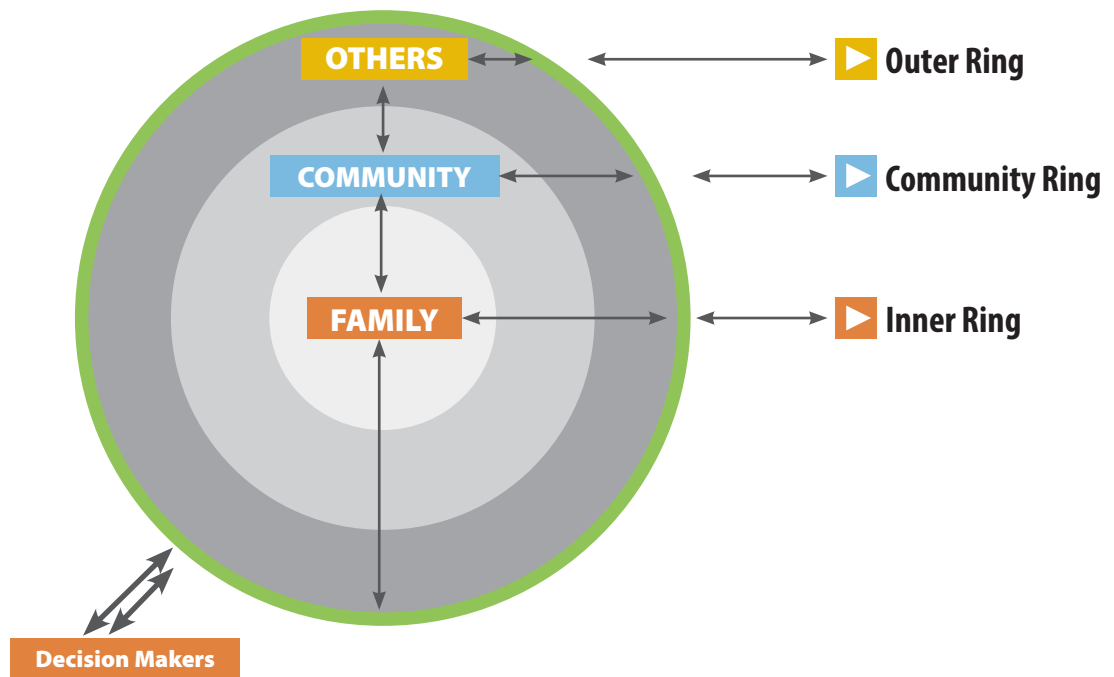 OTHERS
Outer Ring
COMMUNITY
Community Ring
FAMILY
Inner Ring
Decision Makers